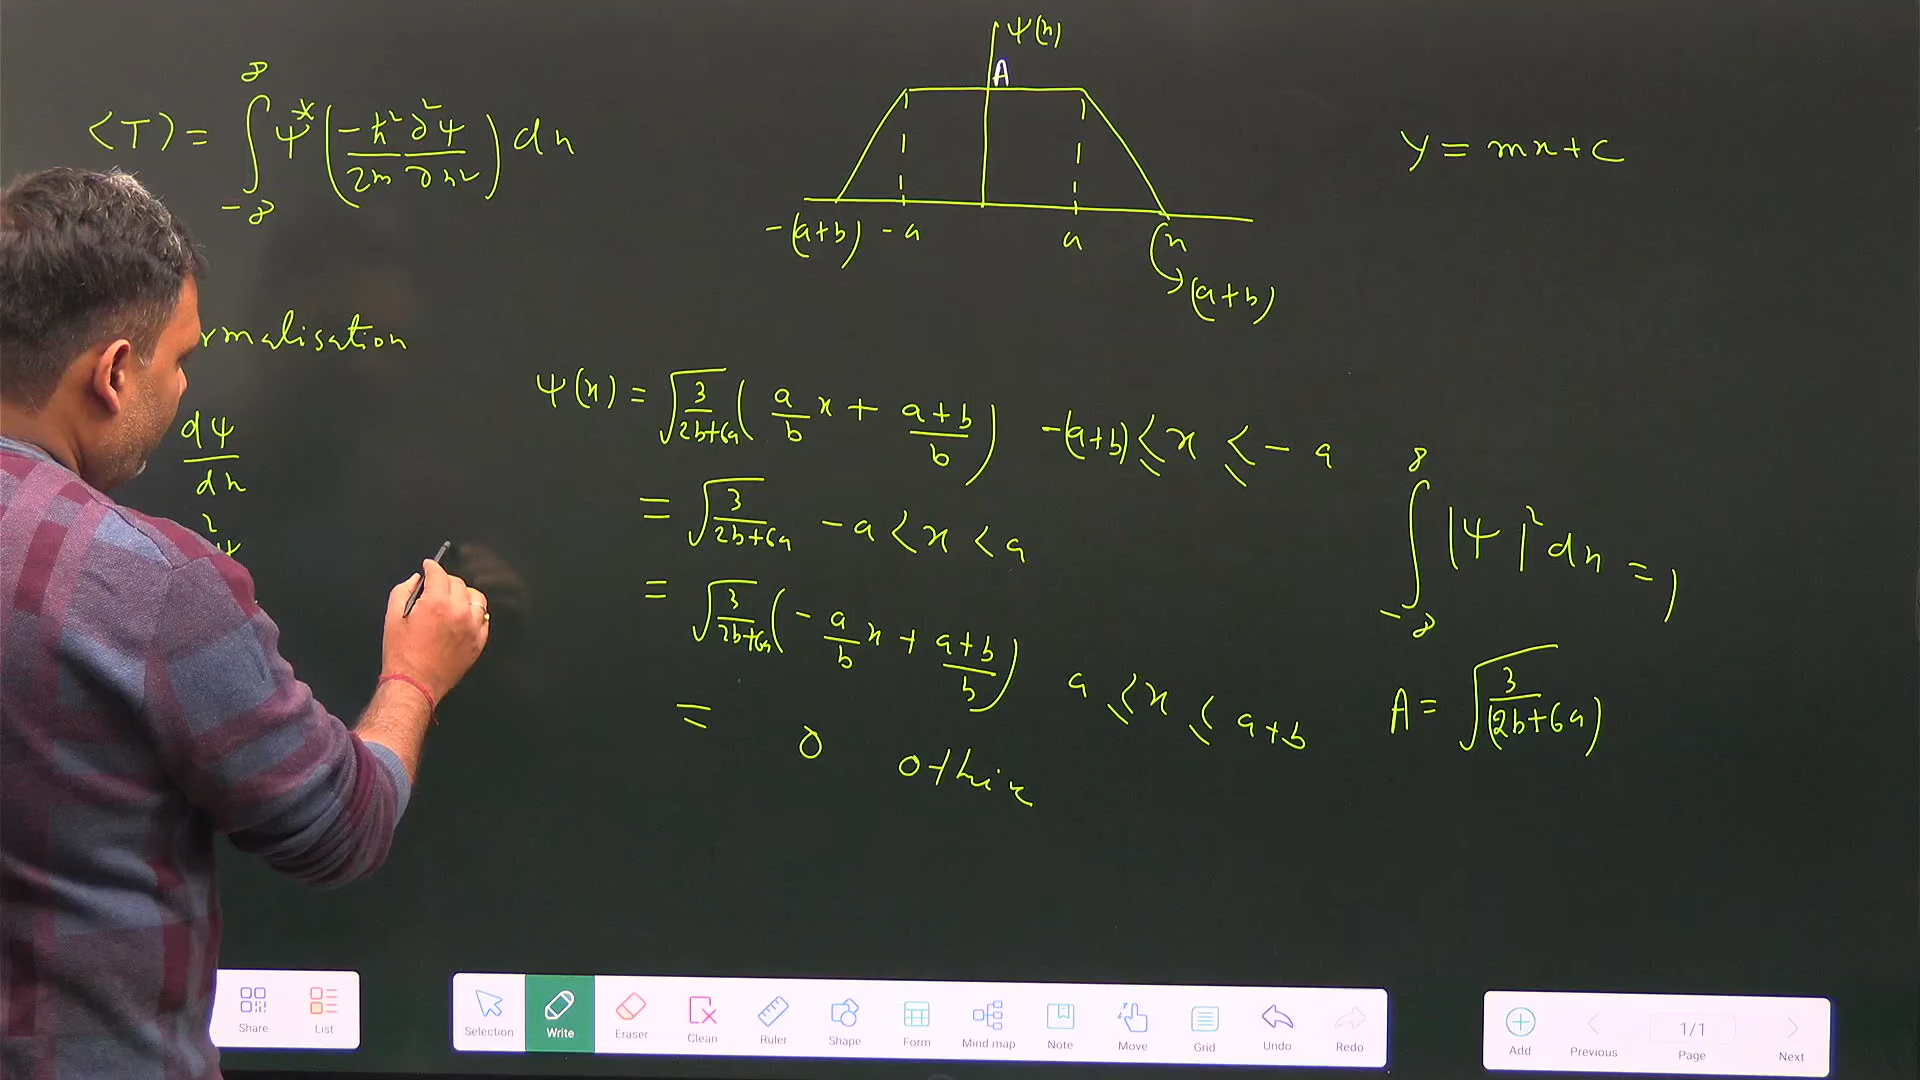 ψ(x)
A
-(a+b) -a a x
(a+b)
<T> = ∫_{-∞}^{∞} ψ* (-ħ²/2m ∂²ψ/∂x²) dx
y = mx + c
rmalisation
dψ/dx
ψ(x) = √(3/(2b+6a)) (a/b x + (a+b)/b) -(a+b) ≤ x ≤ -a
= √(3/(2b+6a)) -a < x < a
= √(3/(2b+6a)) (-a/b x + (a+b)/b) a ≤ x ≤ a+b
= 0
∫_{-∞}^{∞} |ψ|² dx = 1
A = √(3/(2b+6a))
Share List
Selection Write Eraser Clean Ruler Shape Form Mind map Note Move Grid Undo Redo
Add Previous 1/1 Page Next